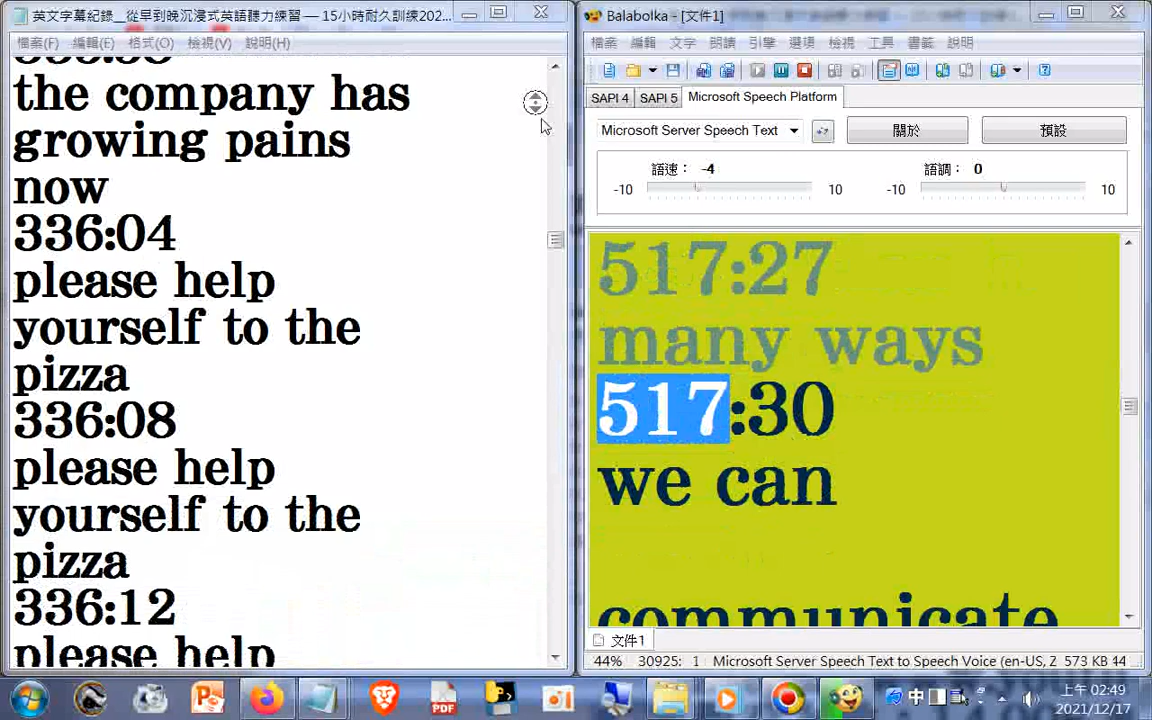 英文字幕紀錄__從早到晚沉浸式英語聽力練習 — 15小時耐久訓練202...
檔案(F) 編輯(E) 格式(O) 檢視(V) 說明(H)
the company has
growing pains
now
336:04
please help
yourself to the
pizza
336:08
please help
yourself to the
pizza
336:12
please help
Balabolka - [文件1]
檔案 編輯 文字 朗讀 引擎 選項 檢視 工具 書籤 說明
SAPI 4 SAPI 5 Microsoft Speech Platform
Microsoft Server Speech Text 關於 預設
語速： -4 語調： 0
-10 10 -10 10
517:27
many ways
517:30
we can
communicate
文件1
44% 30925: 1 Microsoft Server Speech Text to Speech Voice (en-US, Z 573 KB 44
中 上午 02:49
2021/12/17